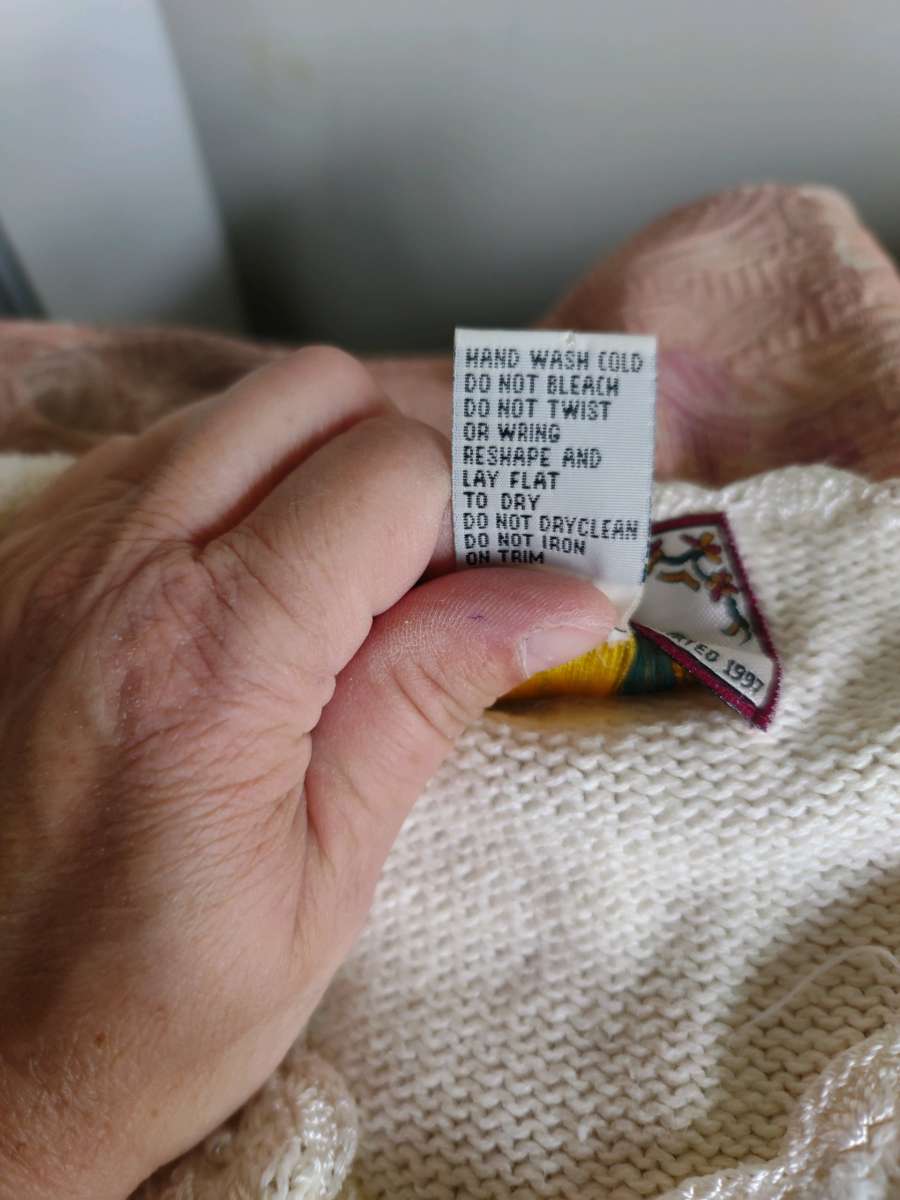 HAND WASH COLD
DO NOT BLEACH
DO NOT TWIST
OR WRING
RESHAPE AND
LAY FLAT
TO DRY
DO NOT DRYCLEAN
DO NOT IRON
ON TRIM
1997